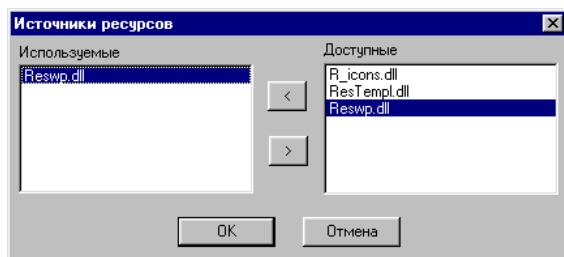 Источники ресурсов
Используемые
Доступные
Reswp.dll
R_icons.dll
ResTempl.dll
Reswp.dll
<
>
OK
Отмена